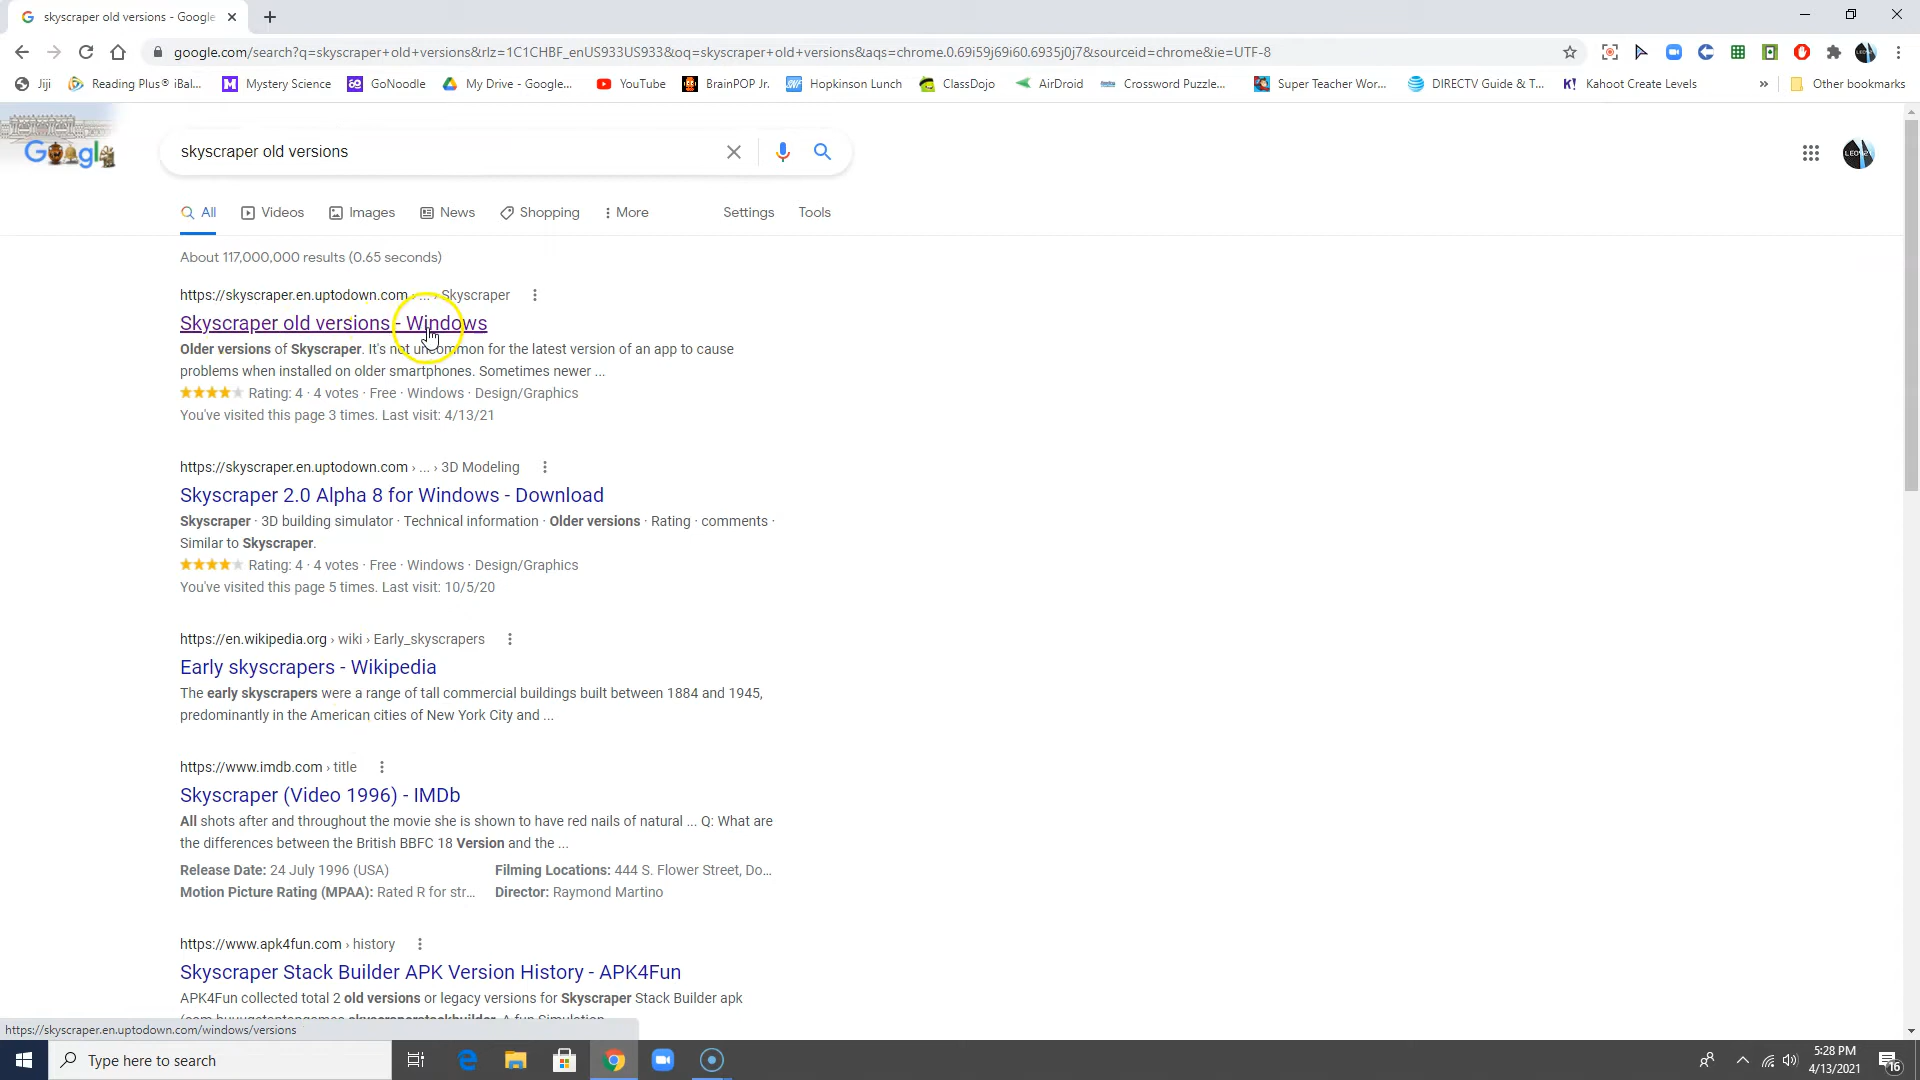 skyscraper old versions - Google
google.com/search?q=skyscraper+old+versions&rlz=1C1CHBF_enUS933US933&oq=skyscraper+old+versions&aqs=chrome.0.69i59j69i60.6935j0j7&sourceid=chrome&ie=UTF-8
Jiji Reading Plus® iBal... Mystery Science GoNoodle My Drive - Google... YouTube BrainPOP Jr. Hopkinson Lunch ClassDojo AirDroid Crossword Puzzle... Super Teacher Wor... DIRECTV Guide & T... K! Kahoot Create Levels » Other bookmarks
skyscraper old versions
All Videos Images News Shopping More Settings Tools
About 117,000,000 results (0.65 seconds)
https://skyscraper.en.uptodown.com › ... › Skyscraper
Skyscraper old versions - Windows
Older versions of Skyscraper. It's not uncommon for the latest version of an app to cause
problems when installed on older smartphones. Sometimes newer ...
Rating: 4 · 4 votes · Free · Windows · Design/Graphics
You've visited this page 3 times. Last visit: 4/13/21
https://skyscraper.en.uptodown.com › ... › 3D Modeling
Skyscraper 2.0 Alpha 8 for Windows - Download
Skyscraper · 3D building simulator · Technical information · Older versions · Rating · comments ·
Similar to Skyscraper.
Rating: 4 · 4 votes · Free · Windows · Design/Graphics
You've visited this page 5 times. Last visit: 10/5/20
https://en.wikipedia.org › wiki › Early_skyscrapers
Early skyscrapers - Wikipedia
The early skyscrapers were a range of tall commercial buildings built between 1884 and 1945,
predominantly in the American cities of New York City and ...
https://www.imdb.com › title
Skyscraper (Video 1996) - IMDb
All shots after and throughout the movie she is shown to have red nails of natural ... Q: What are
the differences between the British BBFC 18 Version and the ...
Release Date: 24 July 1996 (USA) Filming Locations: 444 S. Flower Street, Do...
Motion Picture Rating (MPAA): Rated R for str... Director: Raymond Martino
https://www.apk4fun.com › history
Skyscraper Stack Builder APK Version History - APK4Fun
APK4Fun collected total 2 old versions or legacy versions for Skyscraper Stack Builder apk
https://skyscraper.en.uptodown.com/windows/versions
Type here to search
5:28 PM
4/13/2021
16